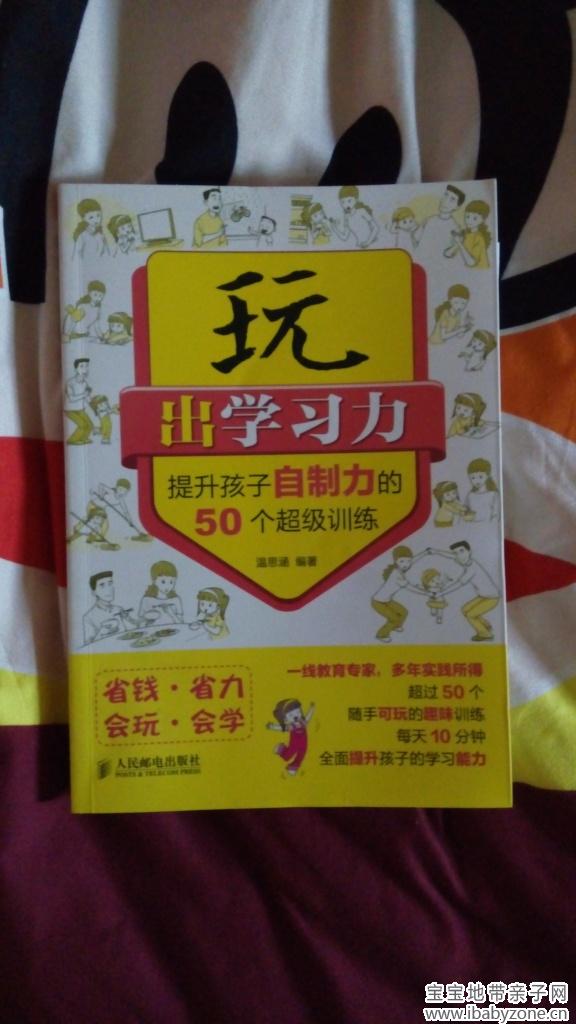 玩
出学习力
提升孩子自制力的
50个超级训练
温思涵 编著
省钱·省力
会玩·会学
一线教育专家，多年实践所得
超过50个
随手可玩的趣味训练
每天10分钟
全面提升孩子的学习能力
人民邮电出版社
POSTS & TELECOM PRESS
宝宝地带亲子网
www.ibabyzone.cn